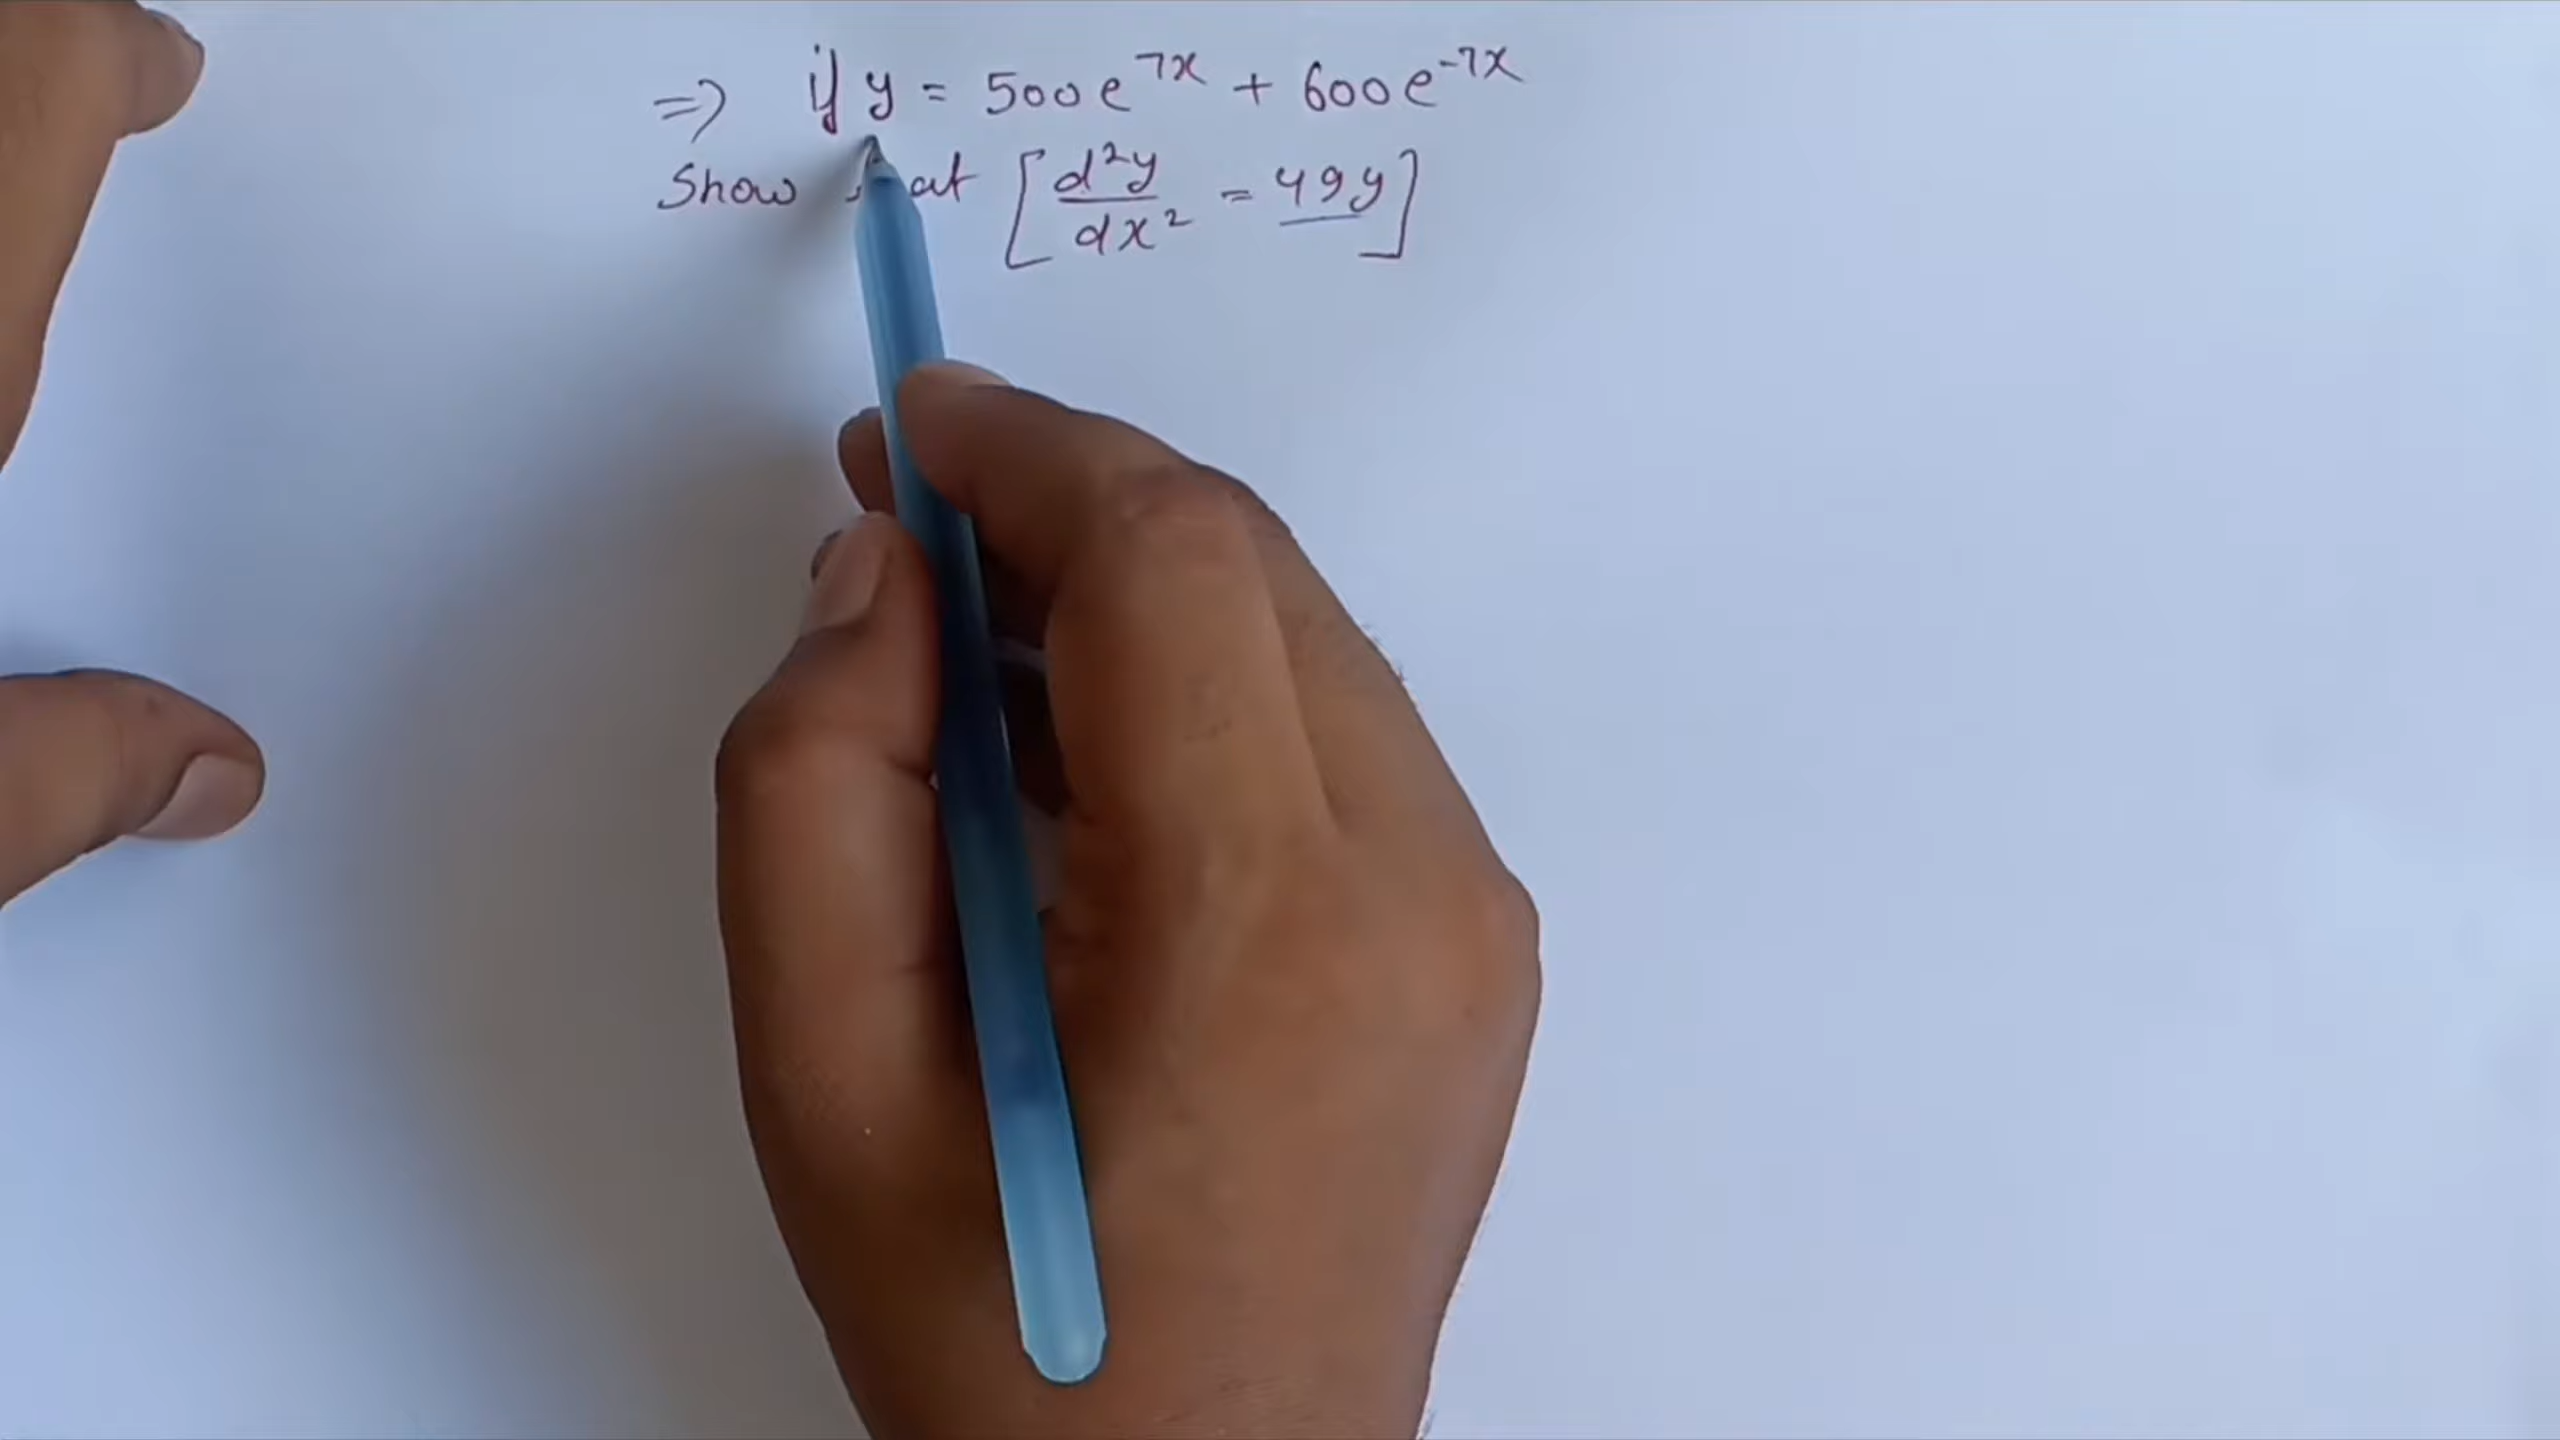 => if y = 500e^{7x} + 600e^{-7x}
Show at [d²y/dx² = 49y]